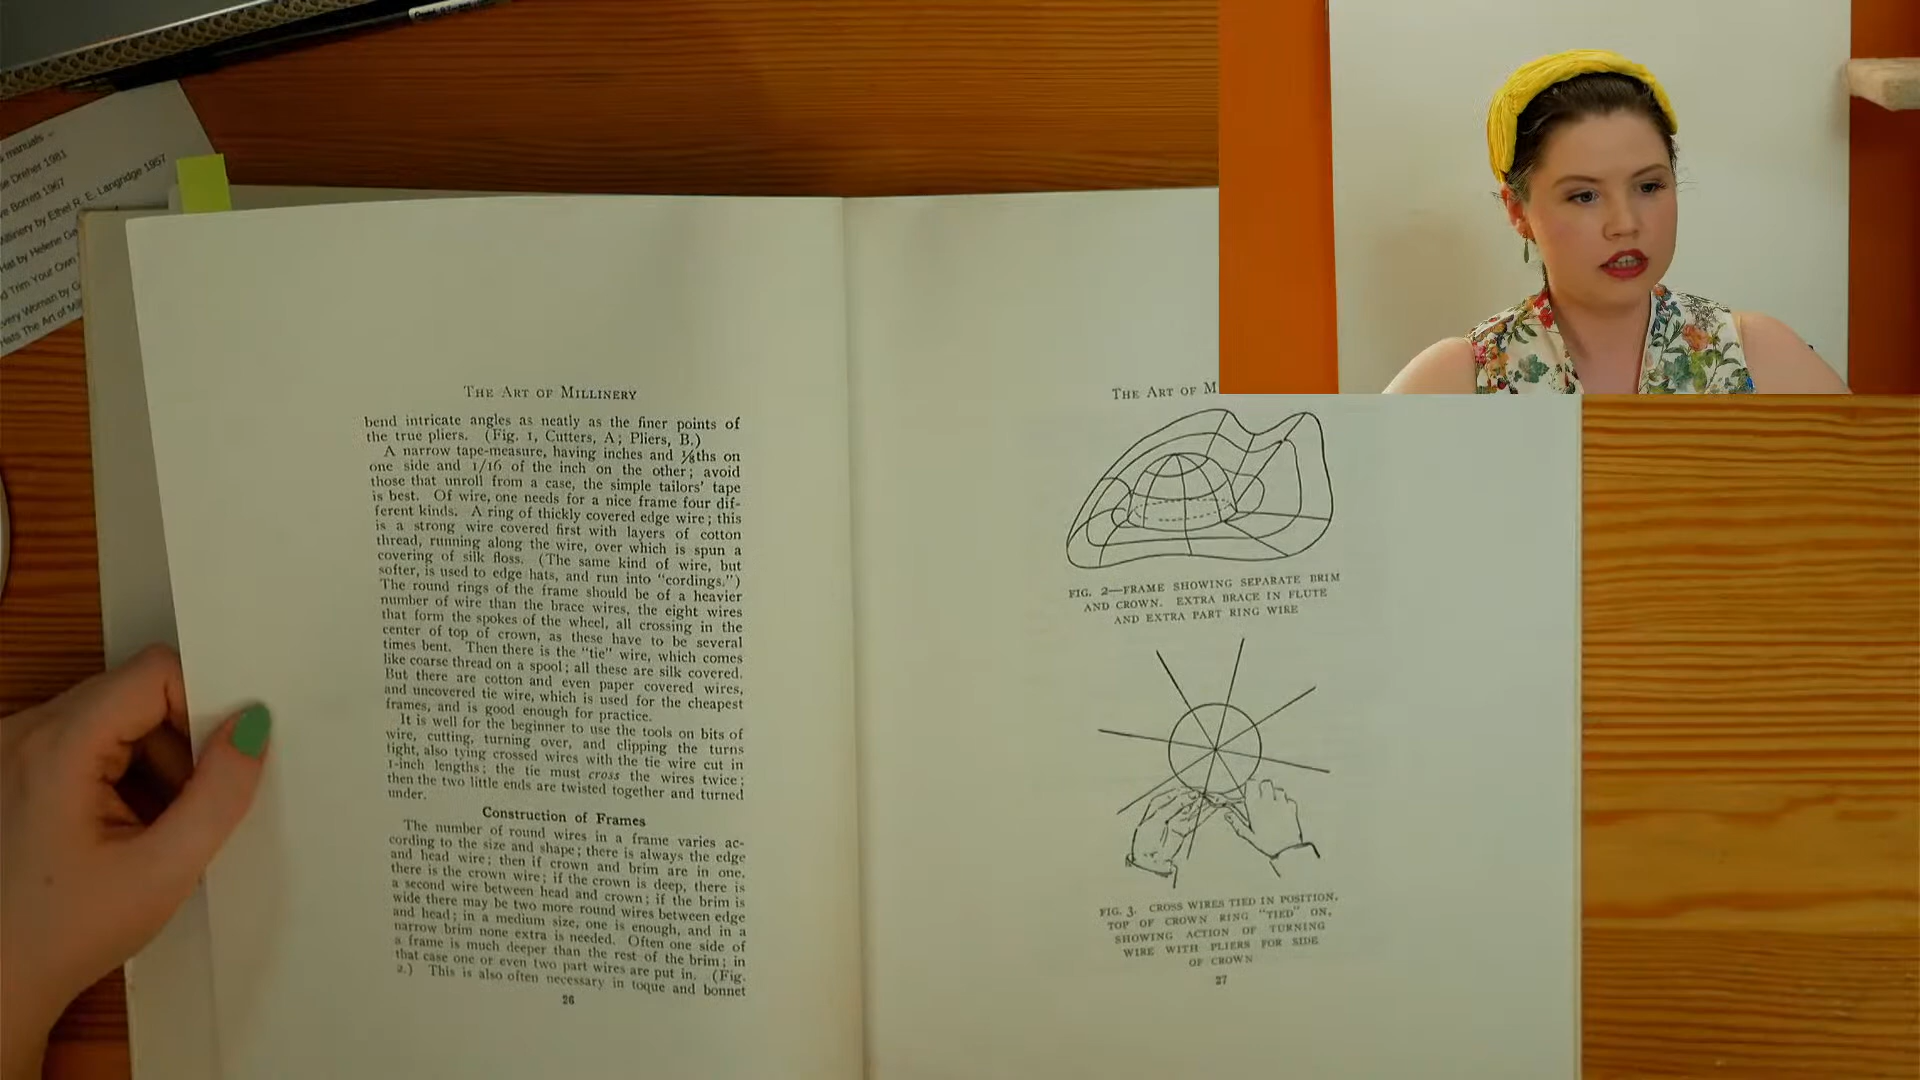 manuals
Dreher 1981
Borred 1967
Millinery by Ethel R. E. Langridge 1957
Hat by Helene Ga
d Trim Your Own
very Woman by G
Hats The Art of Mil
THE ART OF MILLINERY
bend intricate angles as neatly as the finer points of
the true pliers. (Fig. 1, Cutters, A; Pliers, B.)
A narrow tape-measure, having inches and ⅛ths on
one side and 1/16 of the inch on the other; avoid
those that unroll from a case, the simple tailors' tape
is best. Of wire, one needs for a nice frame four dif-
ferent kinds. A ring of thickly covered edge wire; this
is a strong wire covered first with layers of cotton
thread, running along the wire, over which is spun a
covering of silk floss. (The same kind of wire, but
softer, is used to edge hats, and run into "cordings.")
The round rings of the frame should be of a heavier
number of wire than the brace wires, the eight wires
that form the spokes of the wheel, all crossing in the
center of top of crown, as these have to be several
times bent. Then there is the "tie" wire, which comes
like coarse thread on a spool; all these are silk covered.
But there are cotton and even paper covered wires,
and uncovered tie wire, which is used for the cheapest
frames, and is good enough for practice.
It is well for the beginner to use the tools on bits of
wire, cutting, turning over, and clipping the turns
tight, also tying crossed wires with the tie wire cut in
1-inch lengths; the tie must cross the wires twice;
then the two little ends are twisted together and turned
under.
Construction of Frames
The number of round wires in a frame varies ac-
cording to the size and shape; there is always the edge
and head wire; then if crown and brim are in one,
there is the crown wire; if the crown is deep, there is
a second wire between head and crown; if the brim is
wide there may be two more round wires between edge
and head; in a medium size, one is enough, and in a
narrow brim none extra is needed. Often one side of
a frame is much deeper than the rest of the brim; in
that case one or even two part wires are put in. (Fig.
2.) This is also often necessary in toque and bonnet
26
THE ART OF M
FIG. 2—FRAME SHOWING SEPARATE BRIM
AND CROWN. EXTRA BRACE IN FLUTE
AND EXTRA PART RING WIRE
FIG. 3. CROSS WIRES TIED IN POSITION.
TOP OF CROWN RING "TIED" ON,
SHOWING ACTION OF TURNING
WIRE WITH PLIERS FOR SIDE
OF CROWN
27